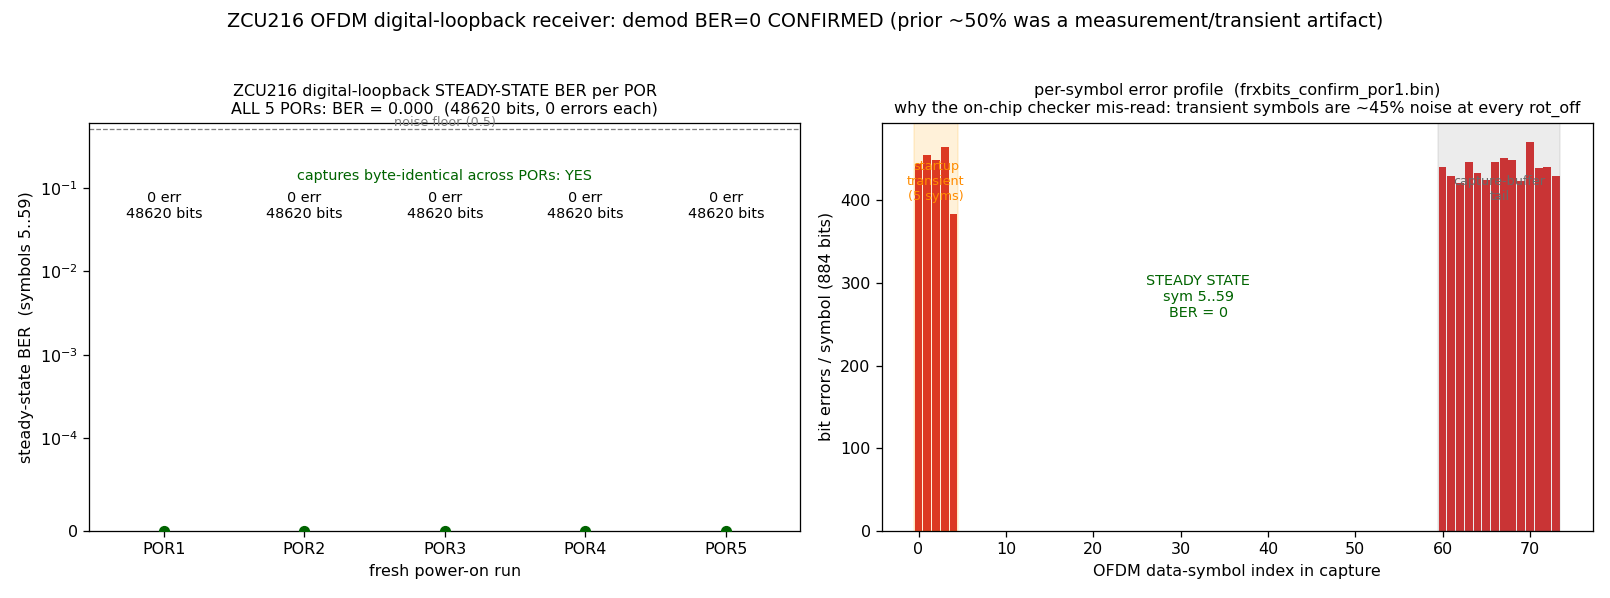 ZCU216 OFDM digital-loopback receiver: demod BER=0 CONFIRMED (prior ~50% was a measurement/transient artifact)
ZCU216 digital-loopback STEADY-STATE BER per POR
ALL 5 PORs: BER = 0.000  (48620 bits, 0 errors each)
noise floor (0.5)
captures byte-identical across PORs: YES
0 err
48620 bits
0 err
48620 bits
0 err
48620 bits
0 err
48620 bits
0 err
48620 bits
steady-state BER  (symbols 5..59)
10⁻¹
10⁻²
10⁻³
10⁻⁴
0
POR1
POR2
POR3
POR4
POR5
fresh power-on run
per-symbol error profile  (frxbits_confirm_por1.bin)
why the on-chip checker mis-read: transient symbols are ~45% noise at every rot_off
startup
transient
(5 syms)
STEADY STATE
sym 5..59
BER = 0
bit errors / symbol (884 bits)
400
300
200
100
0
0
10
20
30
40
50
60
70
OFDM data-symbol index in capture